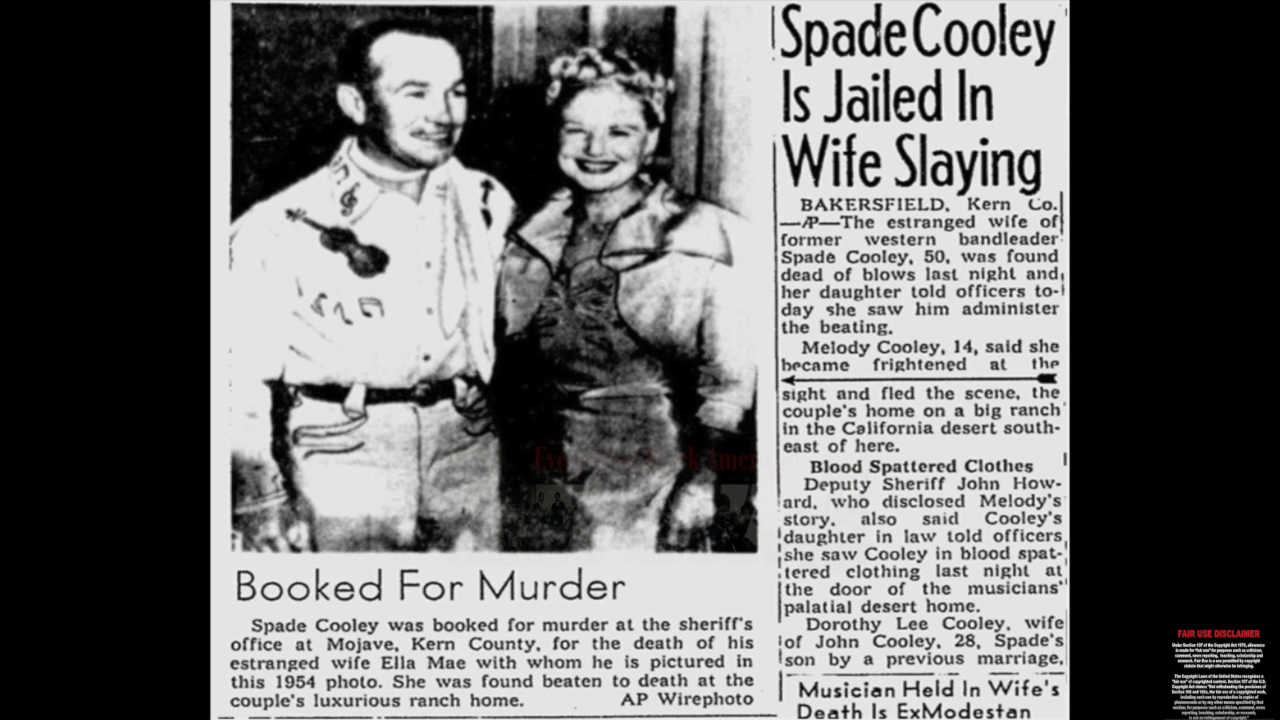 Booked For Murder
Spade Cooley was booked for murder at the sheriff's
office at Mojave, Kern County, for the death of his
estranged wife Ella Mae with whom he is pictured in
this 1954 photo. She was found beaten to death at the
couple's luxurious ranch home. AP Wirephoto
Spade Cooley
Is Jailed In
Wife Slaying
BAKERSFIELD, Kern Co.
—AP—The estranged wife of
former western bandleader
Spade Cooley, 50, was found
dead of blows last night and
her daughter told officers to-
day she saw him administer
the beating.
Melody Cooley, 14, said she
became frightened at the
sight and fled the scene, the
couple's home on a big ranch
in the California desert south-
east of here.
Blood Spattered Clothes
Deputy Sheriff John How-
ard, who disclosed Melody's
story, also said Cooley's
daughter in law told officers
she saw Cooley in blood spat-
tered clothing last night at
the door of the musicians'
palatial desert home.
Dorothy Lee Cooley, wife
of John Cooley, 28, Spade's
son by a previous marriage,
Musician Held In Wife's
Death Is ExModestan
FAIR USE DISCLAIMER